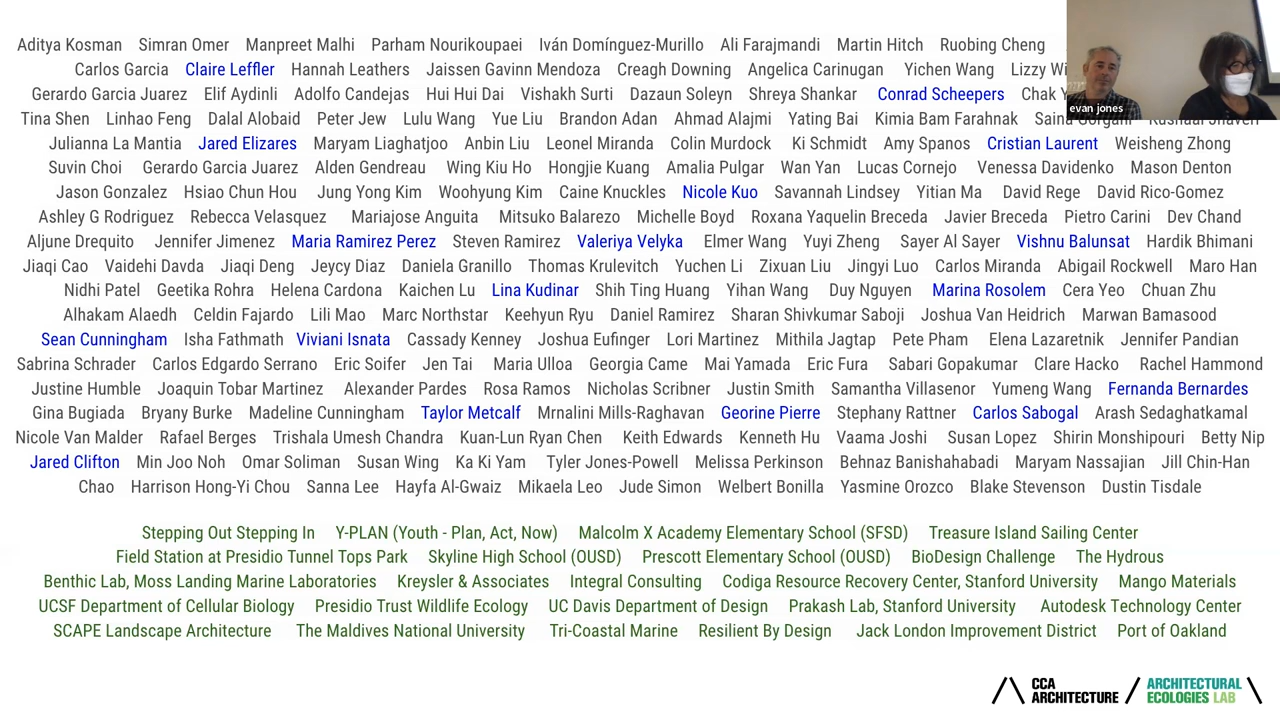 Aditya Kosman Simran Omer Manpreet Malhi Parham Nourikoupaei Iván Domínguez-Murillo Ali Farajmandi Martin Hitch Ruobing Cheng
Carlos Garcia Claire Leffler Hannah Leathers Jaissen Gavinn Mendoza Creagh Downing Angelica Carinugan Yichen Wang Lizzy
Gerardo Garcia Juarez Elif Aydinli Adolfo Candejas Hui Hui Dai Vishakh Surti Dazaun Soleyn Shreya Shankar Conrad Scheepers Chak
evan jones
Tina Shen Linhao Feng Dalal Alobaid Peter Jew Lulu Wang Yue Liu Brandon Adan Ahmad Alajmi Yating Bai Kimia Bam Farahnak
Julianna La Mantia Jared Elizares Maryam Liaghatjoo Anbin Liu Leonel Miranda Colin Murdock Ki Schmidt Amy Spanos Cristian Laurent Weisheng Zhong
Suvin Choi Gerardo Garcia Juarez Alden Gendreau Wing Kiu Ho Hongjie Kuang Amalia Pulgar Wan Yan Lucas Cornejo Venessa Davidenko Mason Denton
Jason Gonzalez Hsiao Chun Hou Jung Yong Kim Woohyung Kim Caine Knuckles Nicole Kuo Savannah Lindsey Yitian Ma David Rege David Rico-Gomez
Ashley G Rodriguez Rebecca Velasquez Mariajose Anguita Mitsuko Balarezo Michelle Boyd Roxana Yaquelin Breceda Javier Breceda Pietro Carini Dev Chand
Aljune Drequito Jennifer Jimenez Maria Ramirez Perez Steven Ramirez Valeriya Velyka Elmer Wang Yuyi Zheng Sayer Al Sayer Vishnu Balunsat Hardik Bhimani
Jiaqi Cao Vaidehi Davda Jiaqi Deng Jeycy Diaz Daniela Granillo Thomas Krulevitch Yuchen Li Zixuan Liu Jingyi Luo Carlos Miranda Abigail Rockwell Maro Han
Nidhi Patel Geetika Rohra Helena Cardona Kaichen Lu Lina Kudinar Shih Ting Huang Yihan Wang Duy Nguyen Marina Rosolem Cera Yeo Chuan Zhu
Alhakam Alaedh Celdin Fajardo Lili Mao Marc Northstar Keehyun Ryu Daniel Ramirez Sharan Shivkumar Saboji Joshua Van Heidrich Marwan Bamasood
Sean Cunningham Isha Fathmath Viviani Isnata Cassady Kenney Joshua Eufinger Lori Martinez Mithila Jagtap Pete Pham Elena Lazaretnik Jennifer Pandian
Sabrina Schrader Carlos Edgardo Serrano Eric Soifer Jen Tai Maria Ulloa Georgia Came Mai Yamada Eric Fura Sabari Gopakumar Clare Hacko Rachel Hammond
Justine Humble Joaquin Tobar Martinez Alexander Pardes Rosa Ramos Nicholas Scribner Justin Smith Samantha Villasenor Yumeng Wang Fernanda Bernardes
Gina Bugiada Bryany Burke Madeline Cunningham Taylor Metcalf Mrnalini Mills-Raghavan Georine Pierre Stephany Rattner Carlos Sabogal Arash Sedaghatkamal
Nicole Van Malder Rafael Berges Trishala Umesh Chandra Kuan-Lun Ryan Chen Keith Edwards Kenneth Hu Vaama Joshi Susan Lopez Shirin Monshipouri Betty Nip
Jared Clifton Min Joo Noh Omar Soliman Susan Wing Ka Ki Yam Tyler Jones-Powell Melissa Perkinson Behnaz Banishahabadi Maryam Nassajian Jill Chin-Han
Chao Harrison Hong-Yi Chou Sanna Lee Hayfa Al-Gwaiz Mikaela Leo Jude Simon Welbert Bonilla Yasmine Orozco Blake Stevenson Dustin Tisdale
Stepping Out Stepping In Y-PLAN (Youth - Plan, Act, Now) Malcolm X Academy Elementary School (SFSD) Treasure Island Sailing Center
Field Station at Presidio Tunnel Tops Park Skyline High School (OUSD) Prescott Elementary School (OUSD) BioDesign Challenge The Hydrous
Benthic Lab, Moss Landing Marine Laboratories Kreysler & Associates Integral Consulting Codiga Resource Recovery Center, Stanford University Mango Materials
UCSF Department of Cellular Biology Presidio Trust Wildlife Ecology UC Davis Department of Design Prakash Lab, Stanford University Autodesk Technology Center
SCAPE Landscape Architecture The Maldives National University Tri-Coastal Marine Resilient By Design Jack London Improvement District Port of Oakland
CCA ARCHITECTURE
ARCHITECTURAL ECOLOGIES LAB